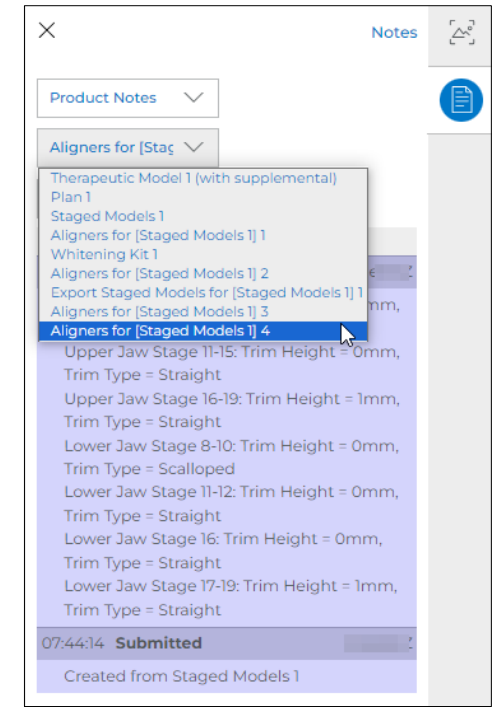 Notes
Product Notes
Aligners for [Stag
Therapeutic Model 1 (with supplemental)
Plan 1
Staged Models 1
Aligners for [Staged Models 1] 1
Whitening Kit 1
Aligners for [Staged Models 1] 2
Export Staged Models for [Staged Models 1] 1
Aligners for [Staged Models 1] 3
mm,
Aligners for [Staged Models 1] 4
Upper Jaw Stage 11-15: Trim Height = 0mm,
Trim Type = Straight
Upper Jaw Stage 16-19: Trim Height = 1mm,
Trim Type = Straight
Lower Jaw Stage 8-10: Trim Height = 0mm,
Trim Type = Scalloped
Lower Jaw Stage 11-12: Trim Height = 0mm,
Trim Type = Straight
Lower Jaw Stage 16: Trim Height = 0mm,
Trim Type = Straight
Lower Jaw Stage 17-19: Trim Height = 1mm,
Trim Type = Straight
07:44:14 Submitted
Created from Staged Models 1